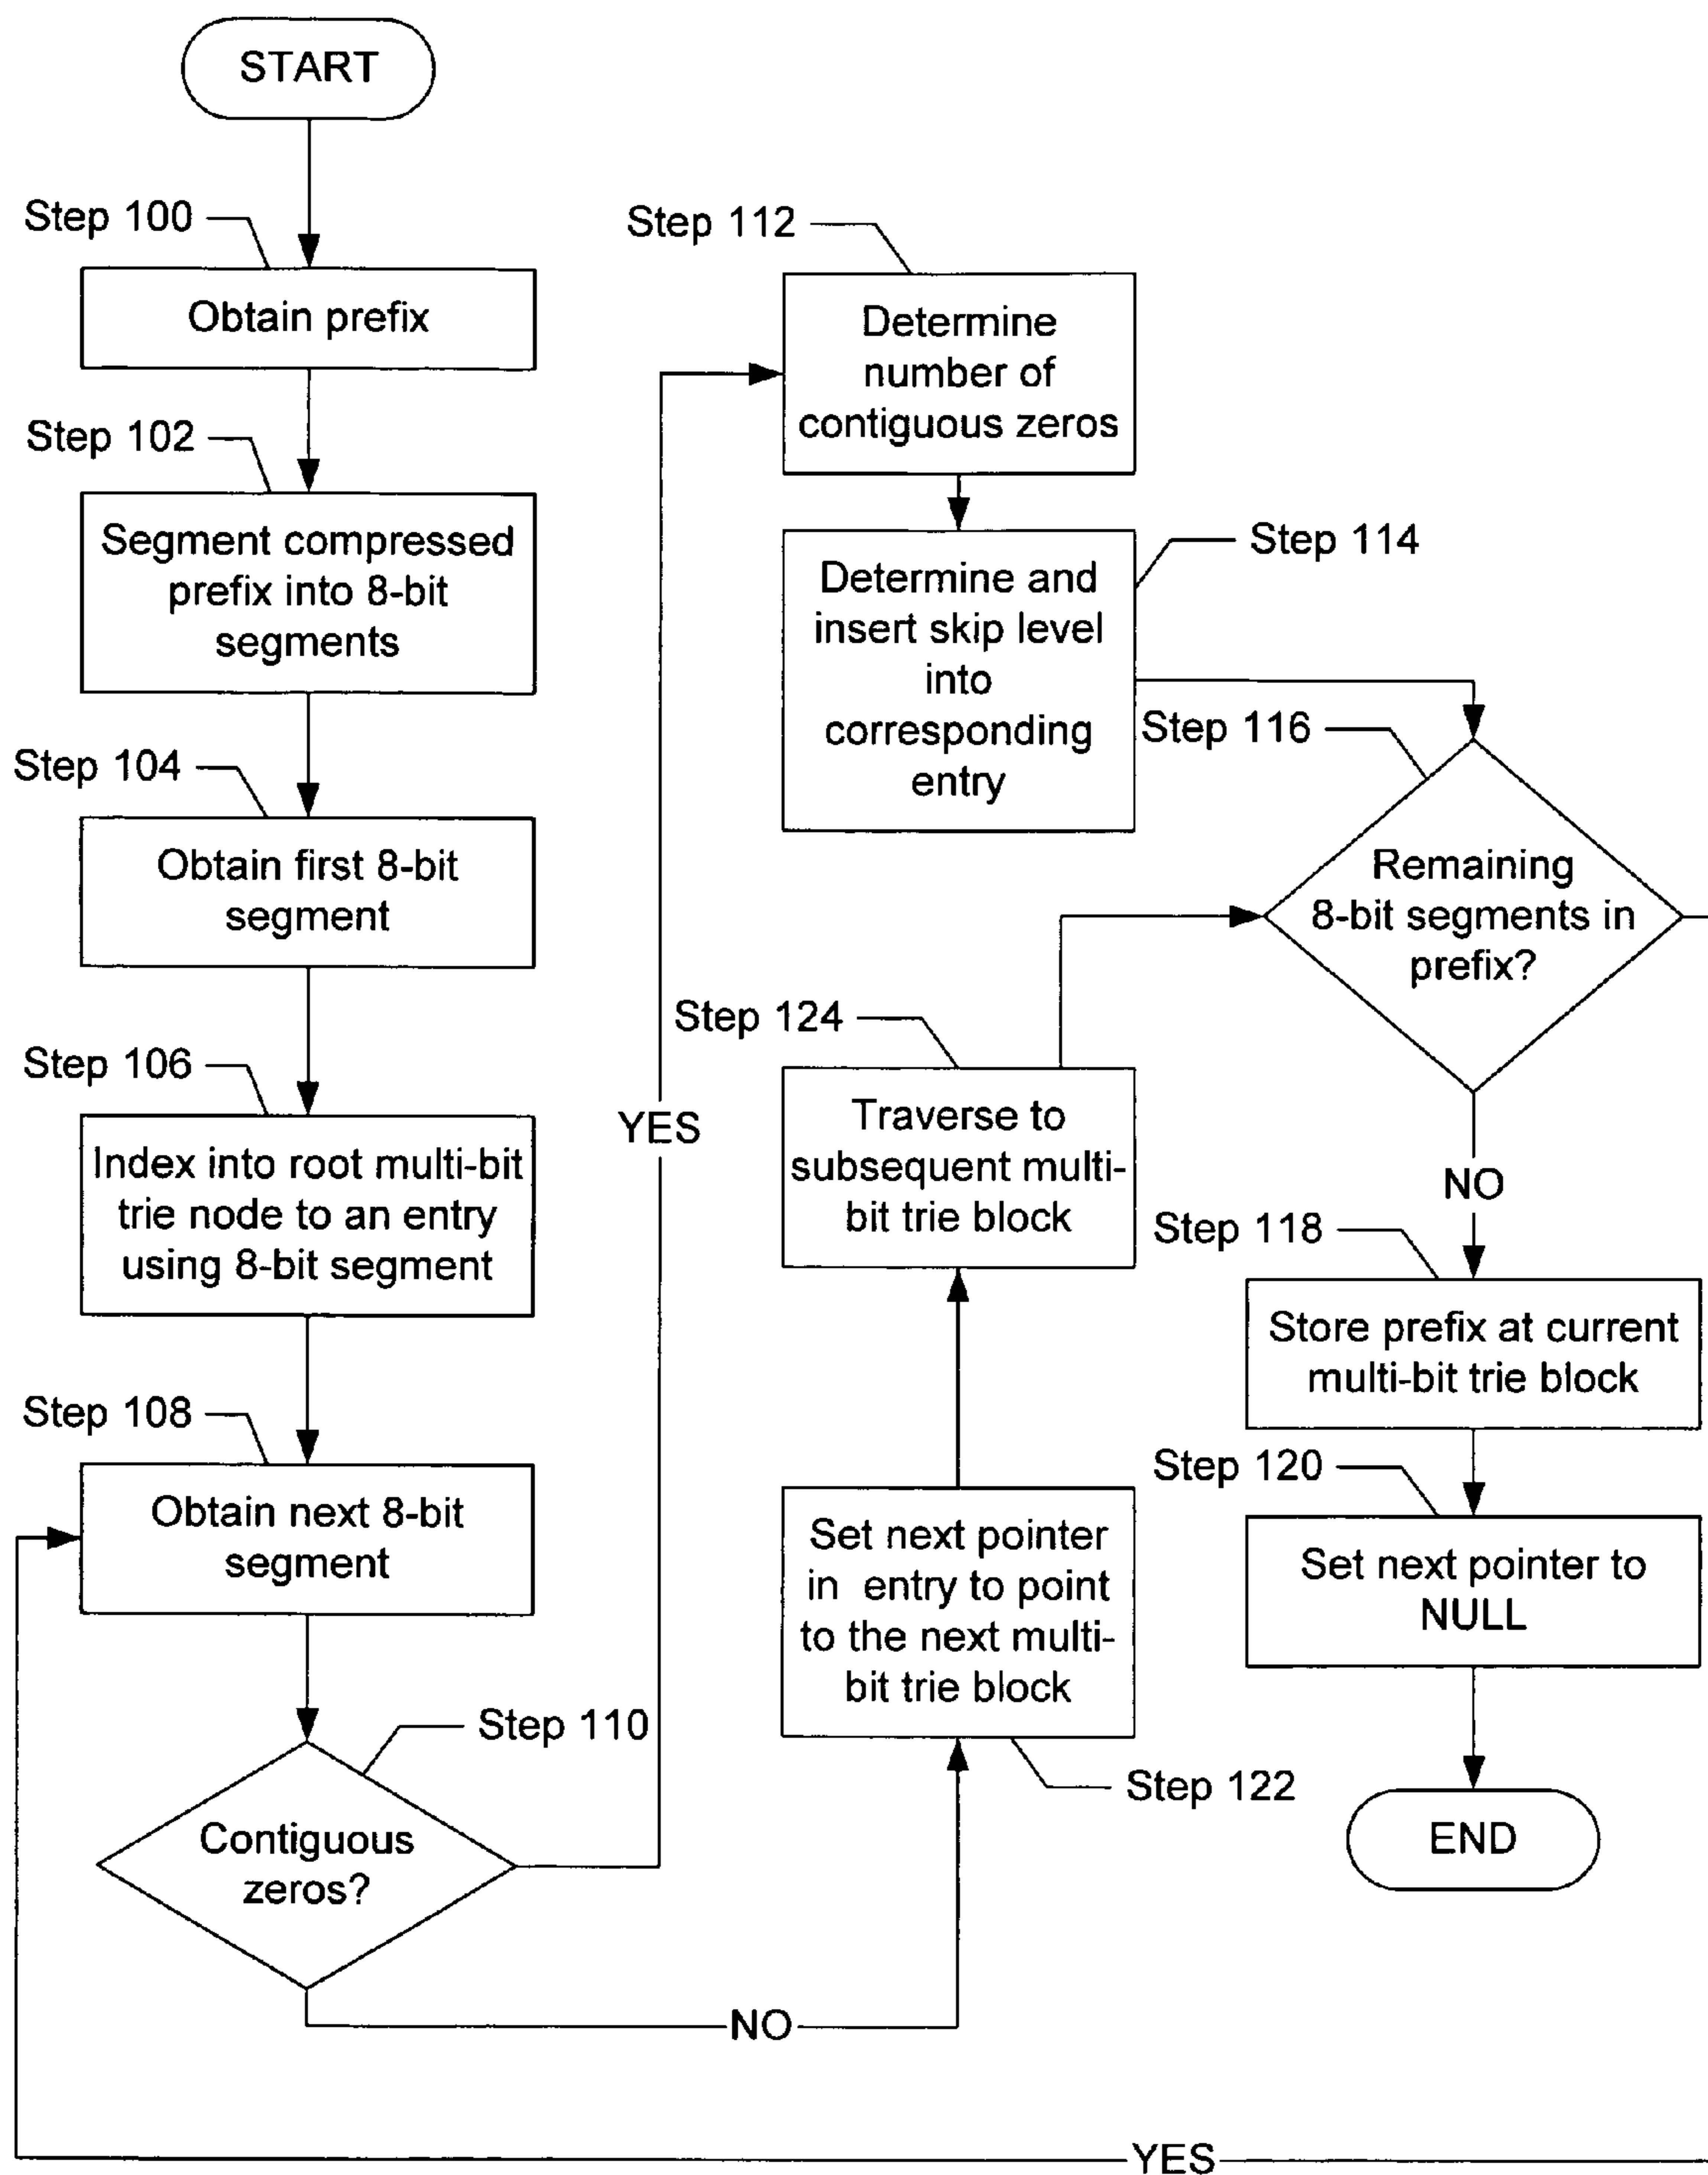 START
Step 100
Obtain prefix
Step 102
Segment compressed
prefix into 8-bit
segments
Step 104
Obtain first 8-bit
segment
Step 106
Index into root multi-bit
trie node to an entry
using 8-bit segment
Step 108
Obtain next 8-bit
segment
Step 110
Contiguous
zeros?
YES
NO
Step 112
Determine
number of
contiguous zeros
Step 114
Determine and
insert skip level
into
corresponding
entry
Step 116
Remaining
8-bit segments in
prefix?
Step 124
Traverse to
subsequent multi-
bit trie block
Set next pointer
in entry to point
to the next multi-
bit trie block
Step 122
NO
Step 118
Store prefix at current
multi-bit trie block
Step 120
Set next pointer to
NULL
END
YES